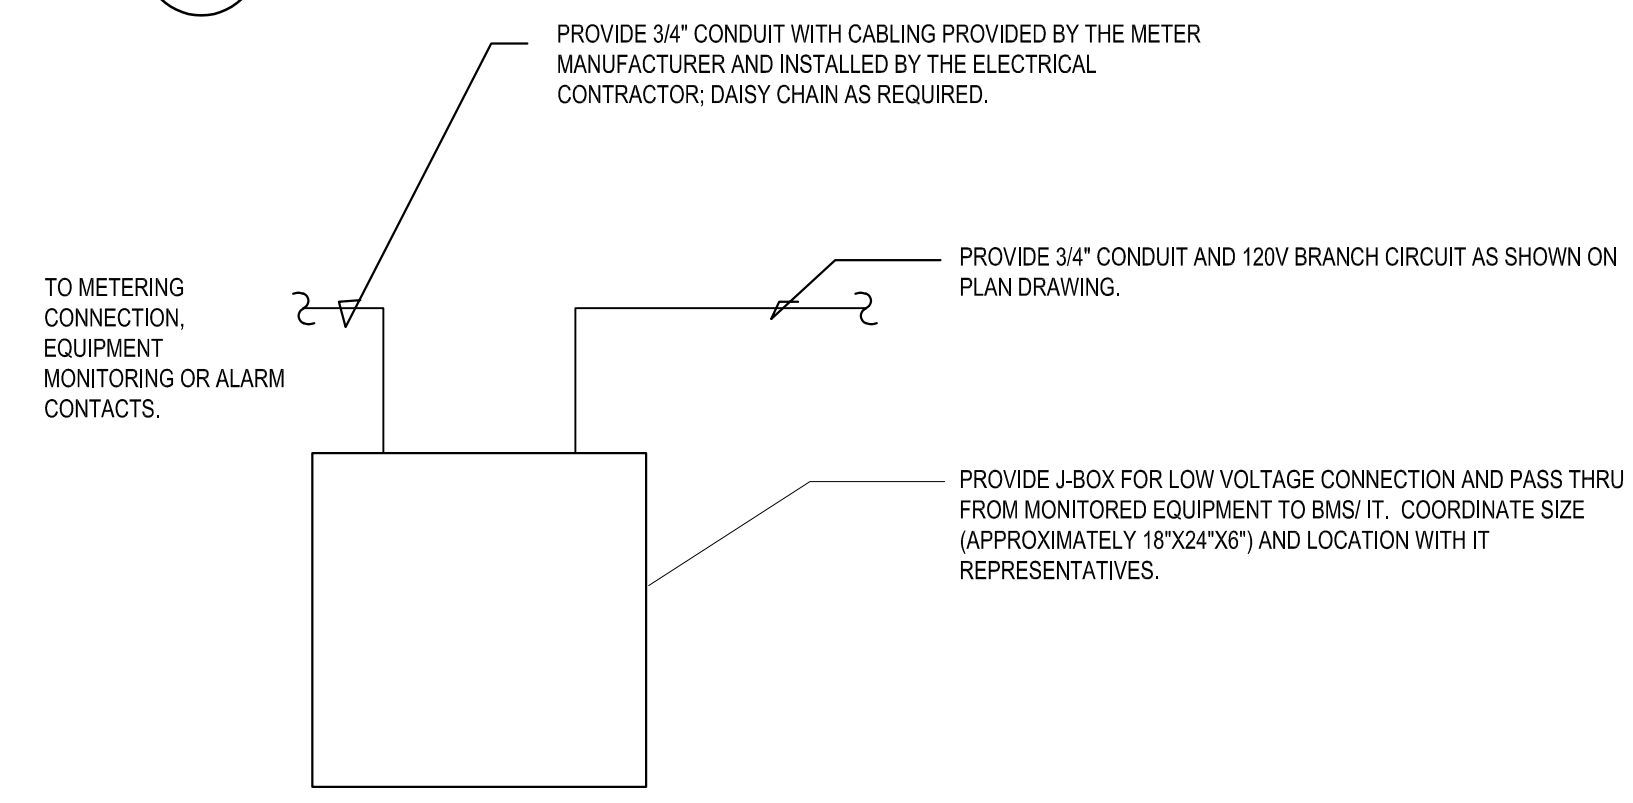 PROVIDE 3/4" CONDUIT WITH CABLING PROVIDED BY THE METER
MANUFACTURER AND INSTALLED BY THE ELECTRICAL
CONTRACTOR; DAISY CHAIN AS REQUIRED.
PROVIDE 3/4" CONDUIT AND 120V BRANCH CIRCUIT AS SHOWN ON
PLAN DRAWING.
TO METERING
CONNECTION,
EQUIPMENT
MONITORING OR ALARM
CONTACTS.
PROVIDE J-BOX FOR LOW VOLTAGE CONNECTION AND PASS THRU
FROM MONITORED EQUIPMENT TO BMS/ IT.  COORDINATE SIZE
(APPROXIMATELY 18"X24"X6") AND LOCATION WITH IT
REPRESENTATIVES.